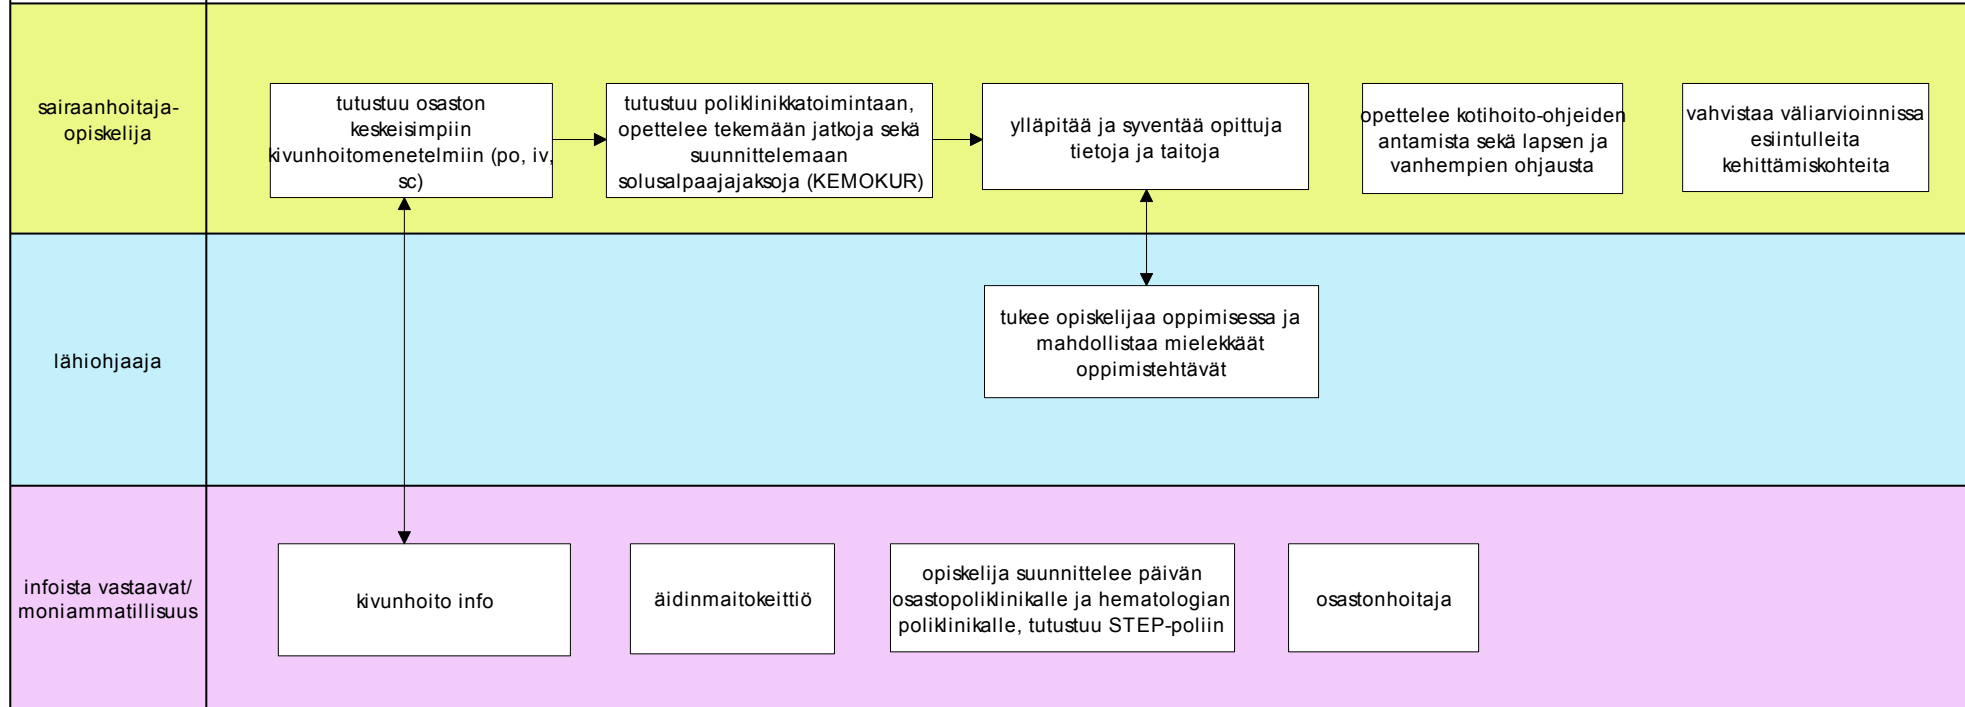 sairaanhoitaja-
opiskelija
tutustuu osaston
keskeisimpiin
kivunhoitomenetelmiin (po, iv,
sc)
tutustuu poliklinikkatoimintaan,
opettelee tekemään jatkoja sekä
suunnittelemaan
solusalpaajajaksoja (KEMOKUR)
ylläpitää ja syventää opittuja
tietoja ja taitoja
opettelee kotihoito-ohjeiden
antamista sekä lapsen ja
vanhempien ohjausta
vahvistaa väliarvioinnissa
esiintulleita
kehittämiskohteita
lähiohjaaja
tukee opiskelijaa oppimisessa ja
mahdollistaa mielekkäät
oppimistehtävät
infoista vastaavat/
moniammatillisuus
kivunhoito info
äidinmaitokeittiö
opiskelija suunnittelee päivän
osastopoliklinikalle ja hematologian
poliklinikalle, tutustuu STEP-poliin
osastonhoitaja